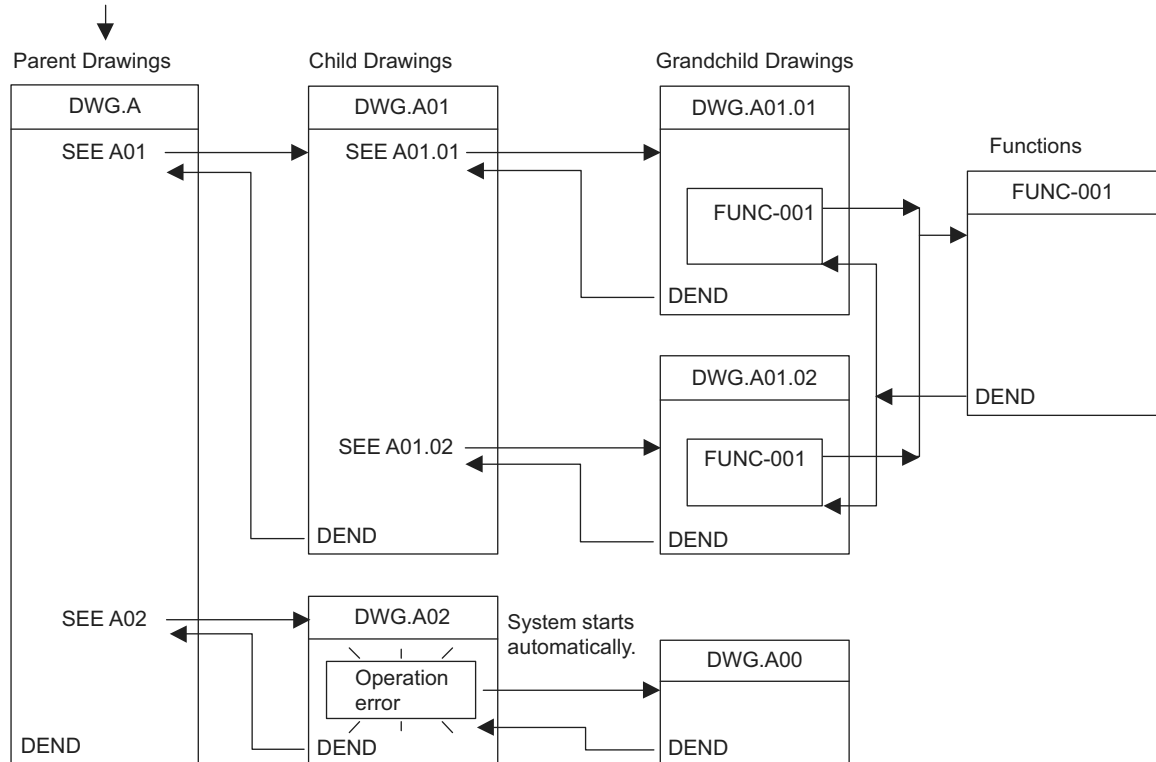 Parent Drawings
Child Drawings
Grandchild Drawings
Functions
DWG.A
SEE A01
SEE A02
DEND
DWG.A01
SEE A01.01
SEE A01.02
DEND
DWG.A02
Operation
error
DEND
System starts
automatically.
DWG.A01.01
FUNC-001
DEND
DWG.A01.02
FUNC-001
DEND
DWG.A00
DEND
FUNC-001
DEND